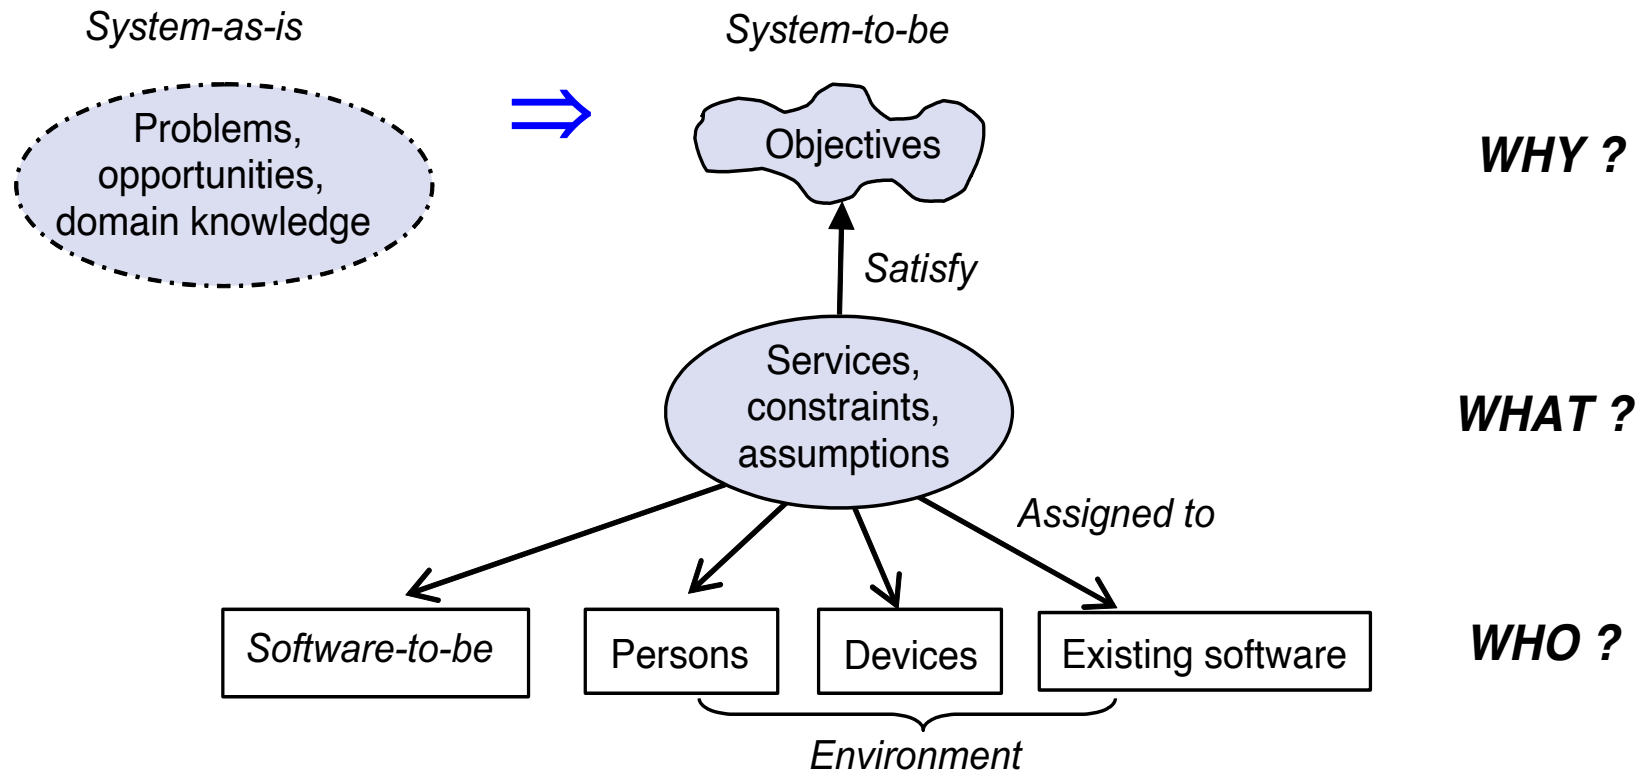 System-as-is
System-to-be
Problems,
opportunities,
domain knowledge
⇒
Objectives
WHY ?
Satisfy
Services,
constraints,
assumptions
WHAT ?
Assigned to
Software-to-be
Persons
Devices
Existing software
WHO ?
Environment